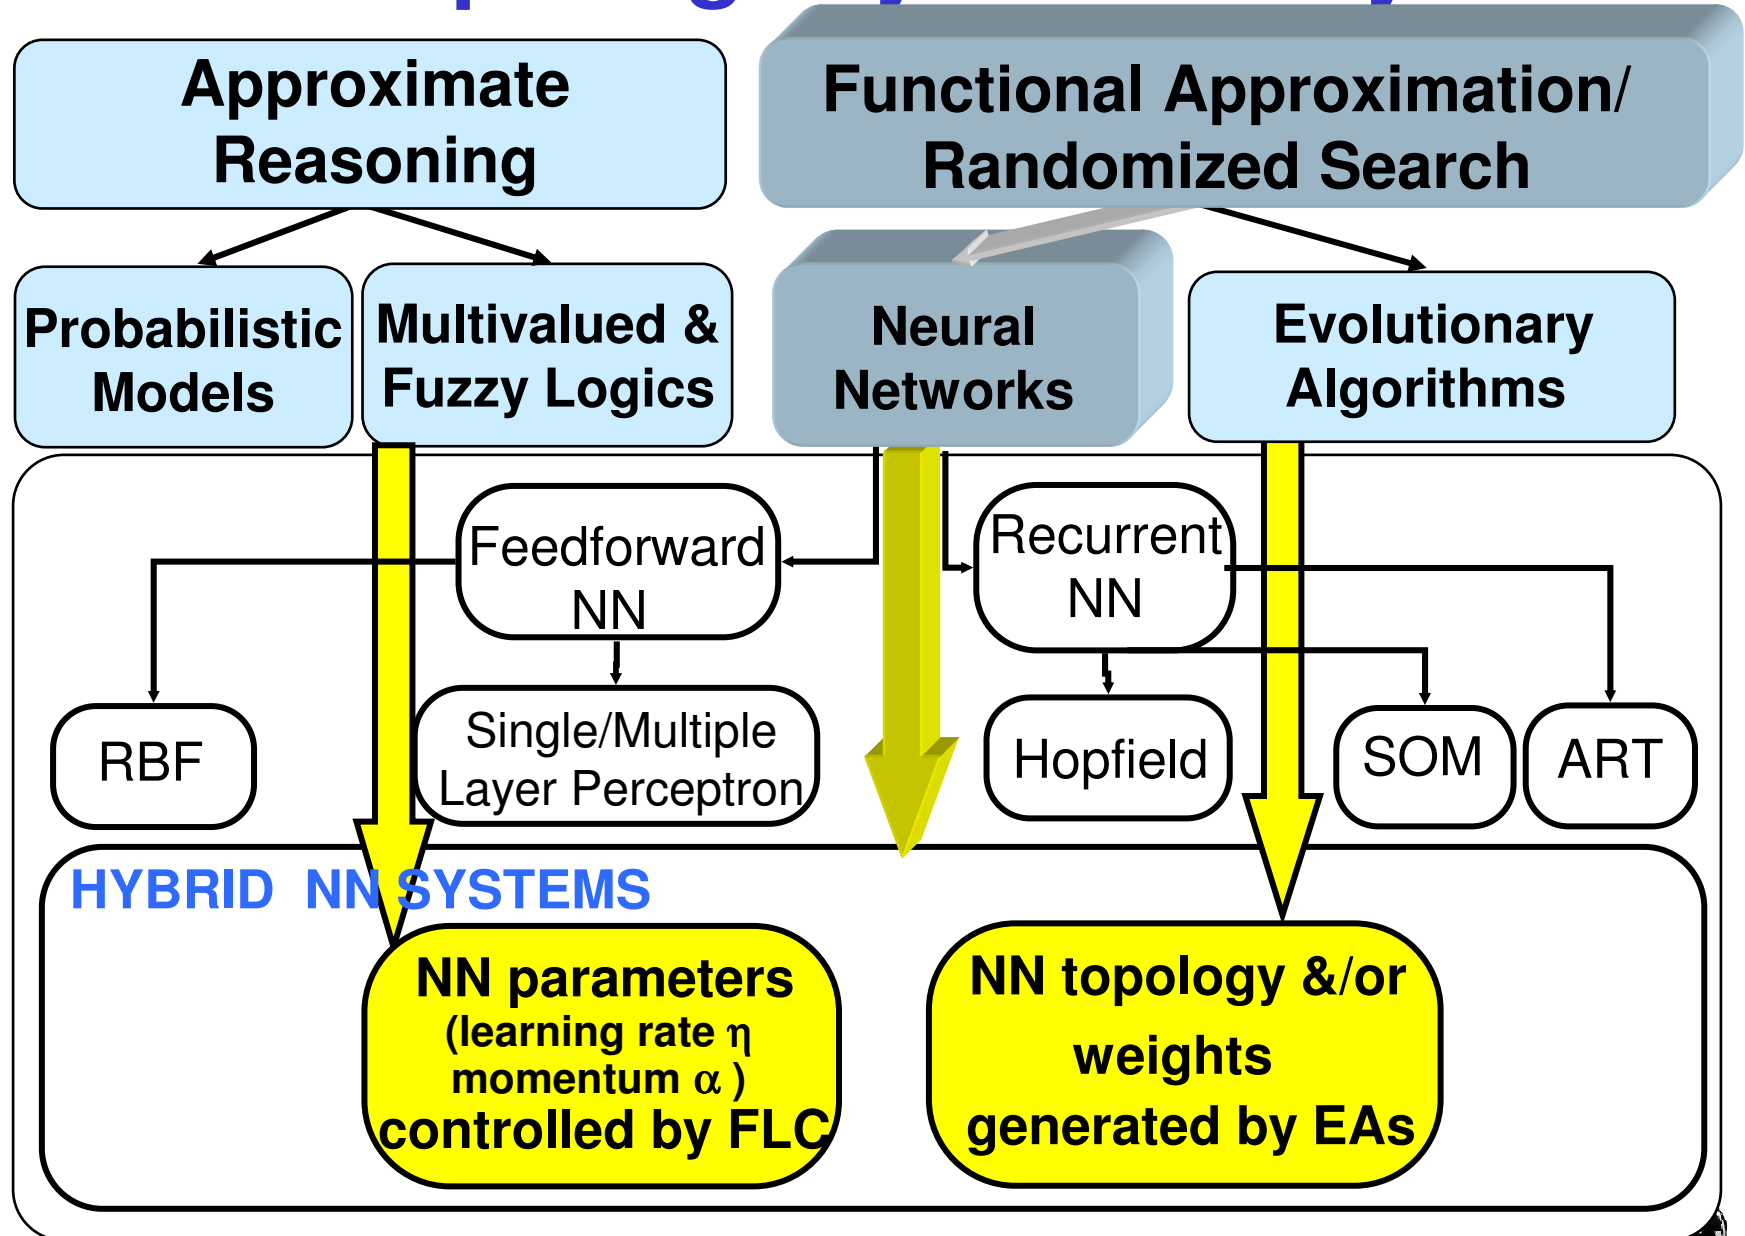 Approximate
Reasoning
Functional Approximation/
Randomized Search
Probabilistic
Models
Multivalued &
Fuzzy Logics
Neural
Networks
Evolutionary
Algorithms
Feedforward
NN
Recurrent
NN
RBF
Single/Multiple
Layer Perceptron
Hopfield
SOM
ART
HYBRID NN SYSTEMS
NN parameters
(learning rate η
momentum α )
controlled by FLC
NN topology &/or
weights
generated by EAs